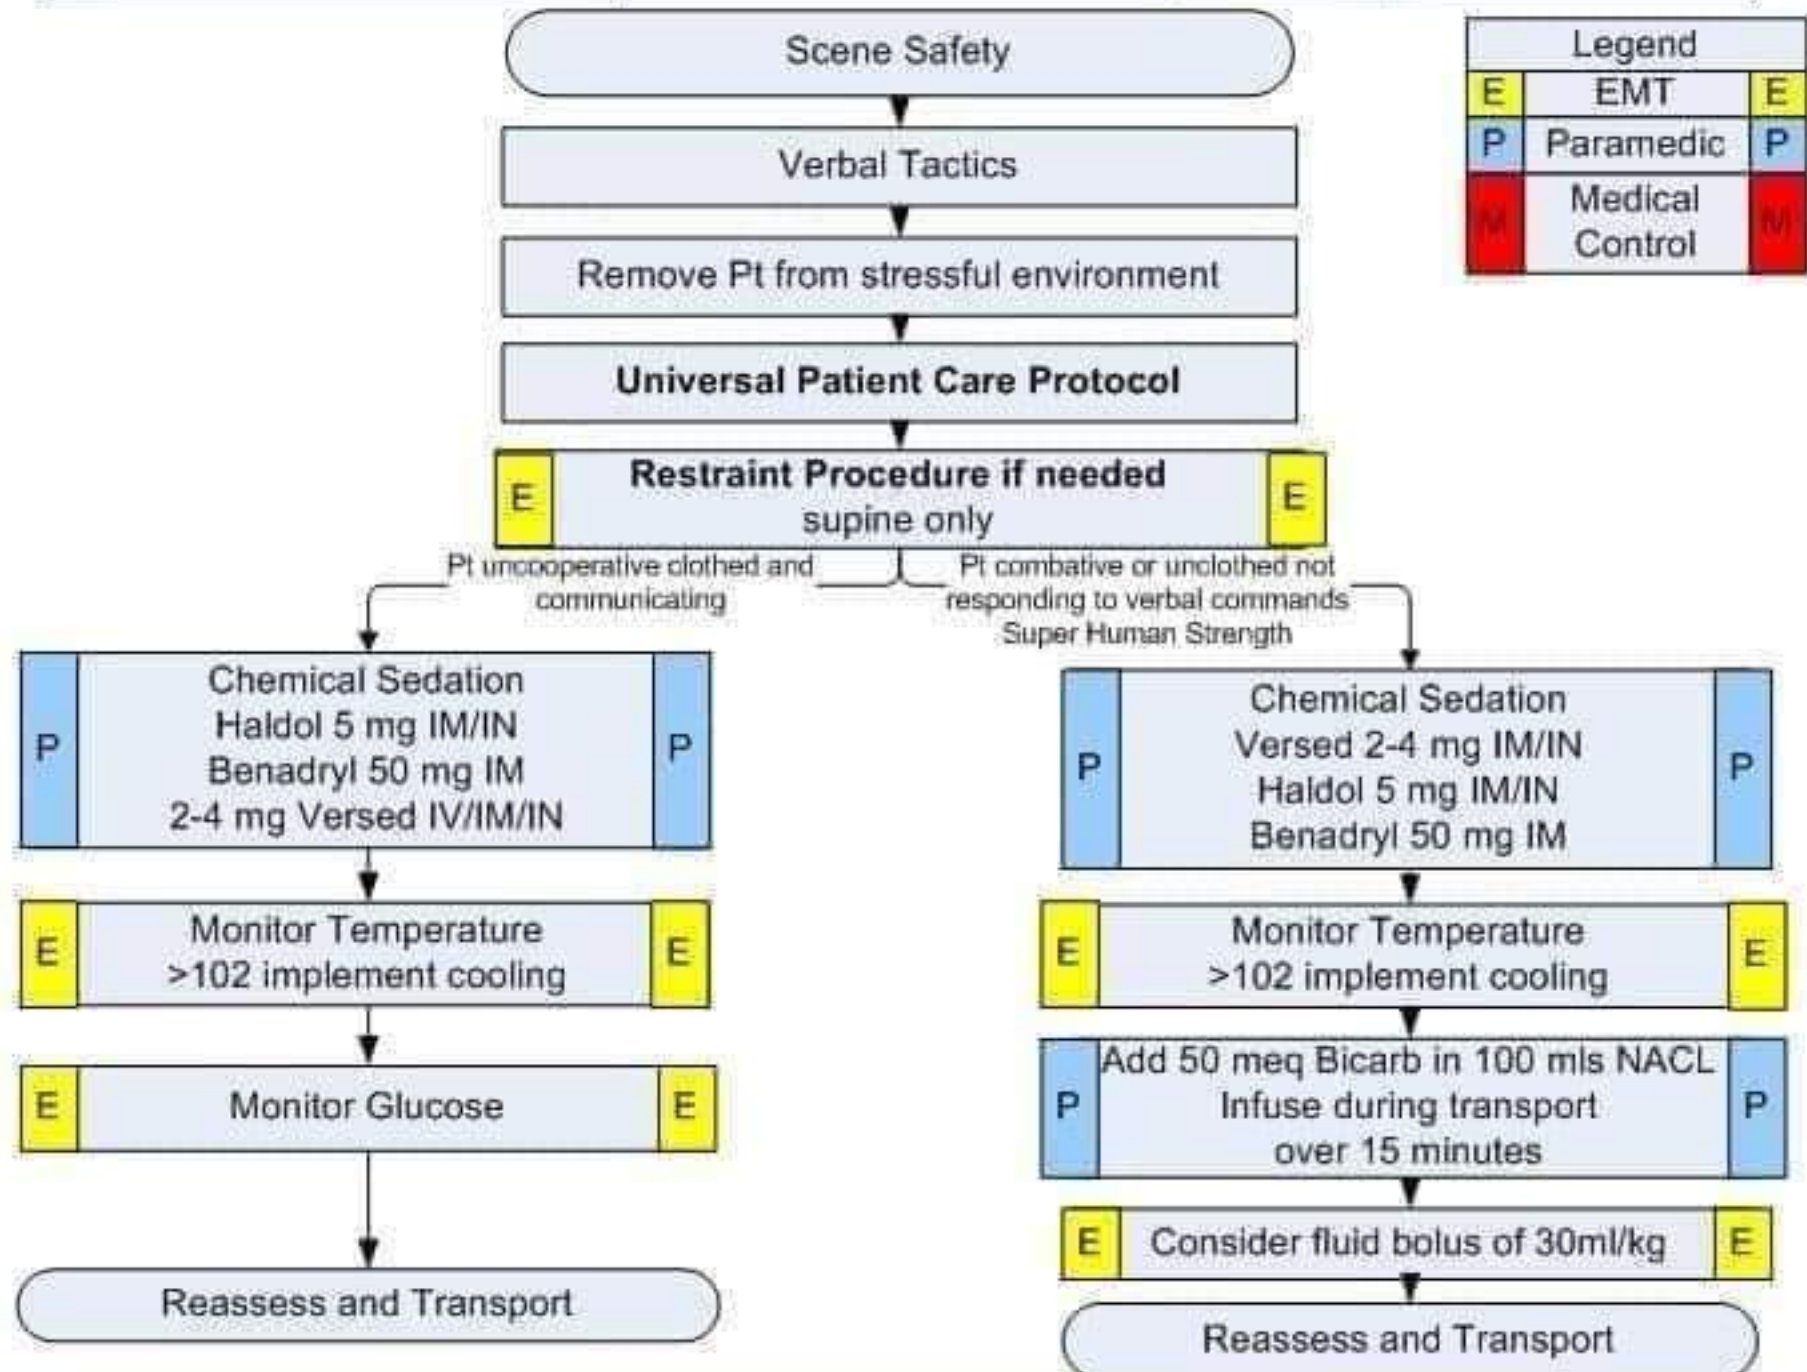 Scene Safety
Legend
E EMT E
P Paramedic P
M Medical M
Control
Verbal Tactics
Remove Pt from stressful environment
Universal Patient Care Protocol
E Restraint Procedure if needed E
supine only
Pt uncooperative clothed and
communicating
Pt combative or unclothed not
responding to verbal commands
Super Human Strength
P Chemical Sedation P
Haldol 5 mg IM/IN
Benadryl 50 mg IM
2-4 mg Versed IV/IM/IN
E Monitor Temperature E
>102 implement cooling
E Monitor Glucose E
Reassess and Transport
P Chemical Sedation P
Versed 2-4 mg IM/IN
Haldol 5 mg IM/IN
Benadryl 50 mg IM
E Monitor Temperature E
>102 implement cooling
P Add 50 meq Bicarb in 100 mls NACL P
Infuse during transport
over 15 minutes
E Consider fluid bolus of 30ml/kg E
Reassess and Transport